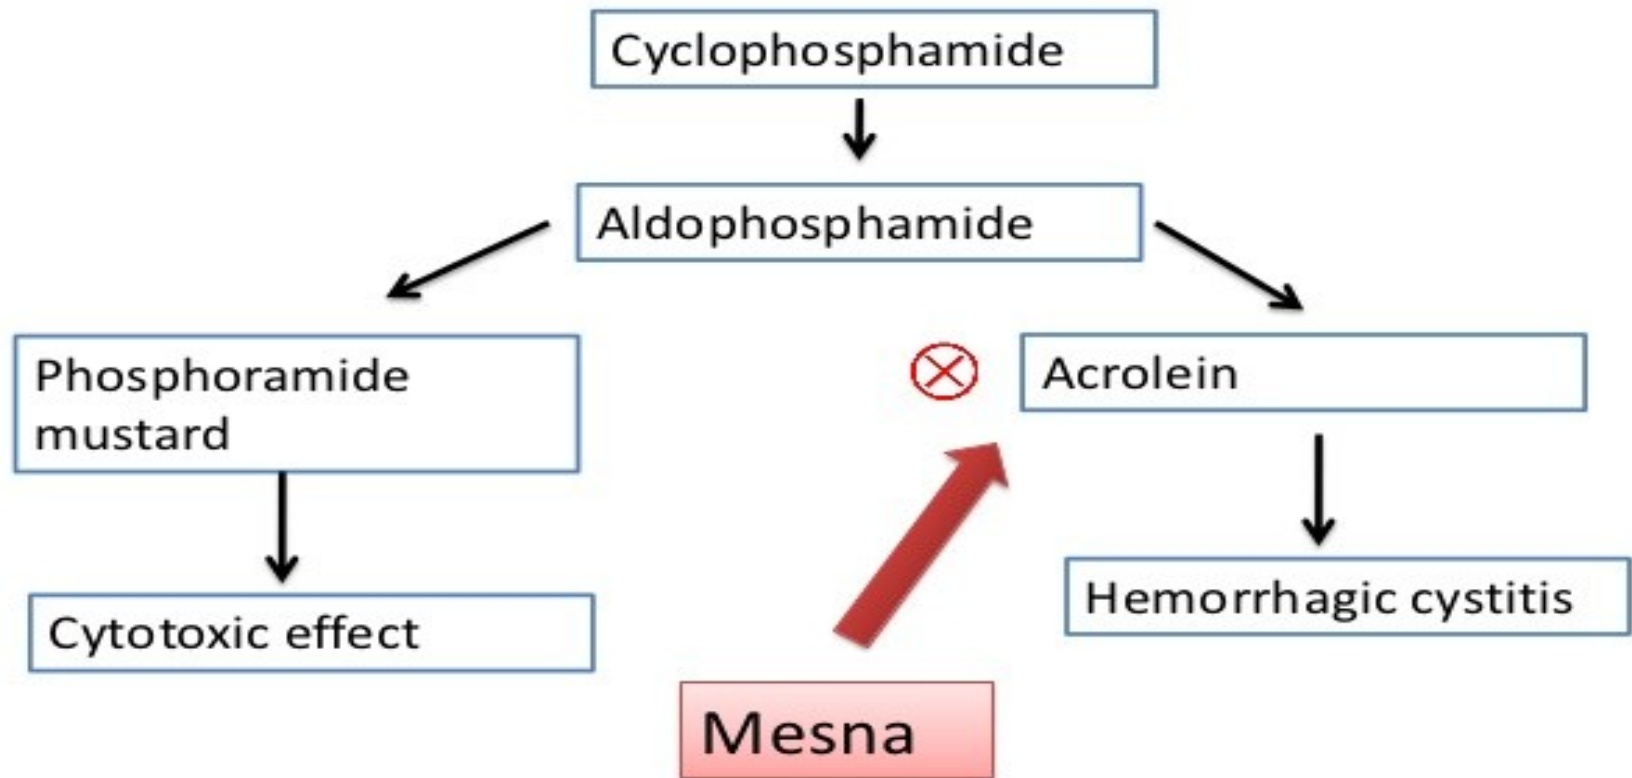 Cyclophosphamide
Aldophosphamide
Phosphoramide
mustard
Acrolein
Cytotoxic effect
Hemorrhagic cystitis
Mesna